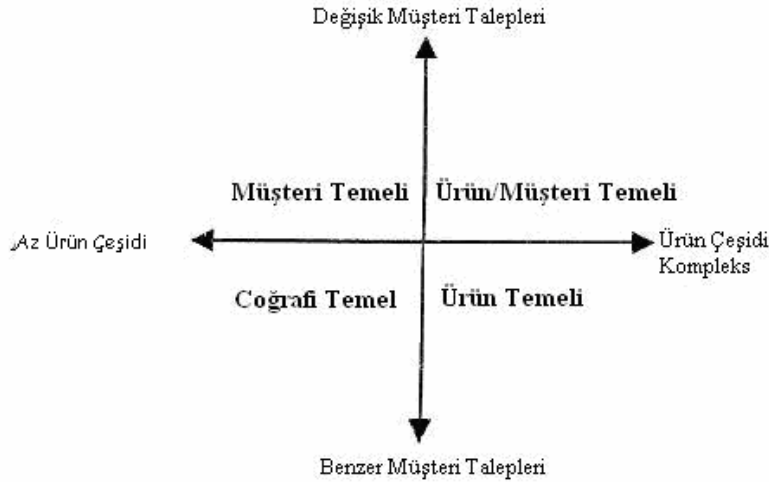 Değişik Müşteri Talepleri
Müşteri Temeli
Ürün/Müşteri Temeli
Az Ürün Çeşidi
Ürün Çeşidi
Kompleks
Coğrafi Temel
Ürün Temeli
Benzer Müşteri Talepleri